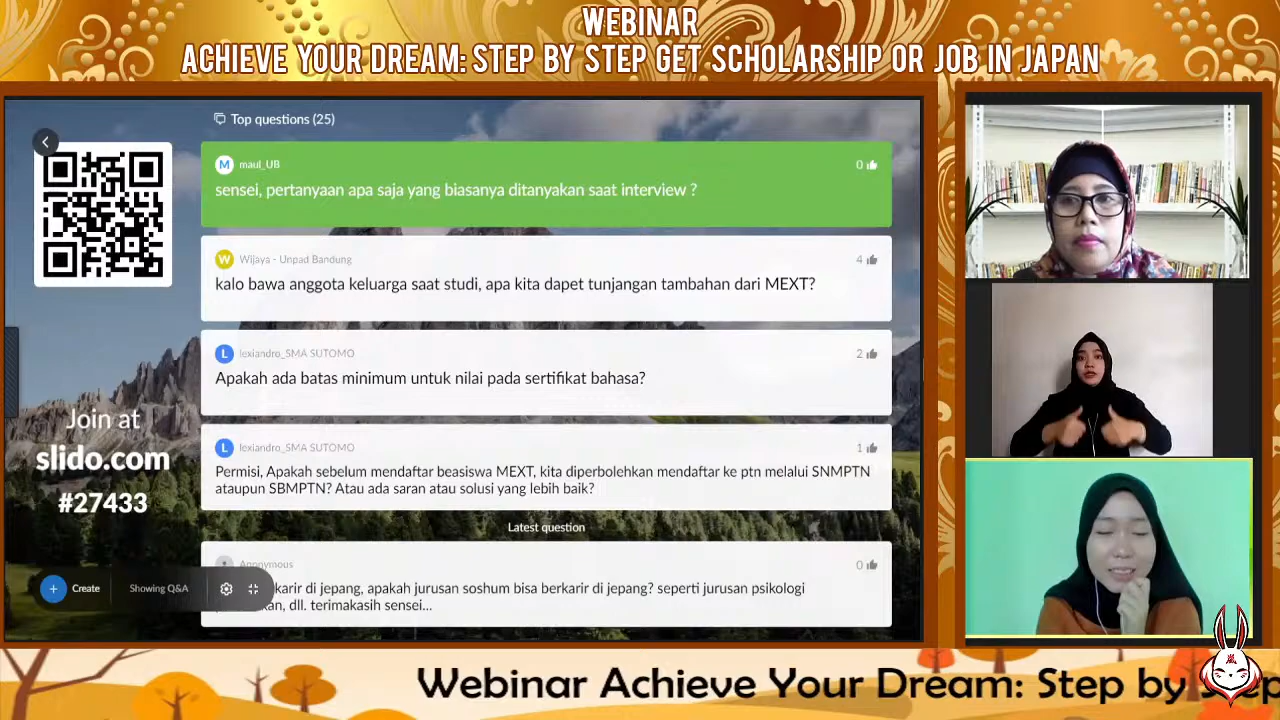 WEBINAR
ACHIEVE YOUR DREAM: STEP BY STEP GET SCHOLARSHIP OR JOB IN JAPAN
Top questions (25)
M maul_UB 0
sensei, pertanyaan apa saja yang biasanya ditanyakan saat interview ?
W Wijaya - Unpad Bandung 4
kalo bawa anggota keluarga saat studi, apa kita dapet tunjangan tambahan dari MEXT?
L lexiandro_SMA SUTOMO 2
Apakah ada batas minimum untuk nilai pada sertifikat bahasa?
L lexiandro_SMA SUTOMO 1
Permisi, Apakah sebelum mendaftar beasiswa MEXT, kita diperbolehkan mendaftar ke ptn melalui SNMPTN
ataupun SBMPTN? Atau ada saran atau solusi yang lebih baik?
Latest question
Anonymous 0
karir di jepang, apakah jurusan soshum bisa berkarir di jepang? seperti jurusan psikologi
dll. terimakasih sensei...
Join at
slido.com
#27433
Create Showing Q&A
Webinar Achieve Your Dream: Step by Step